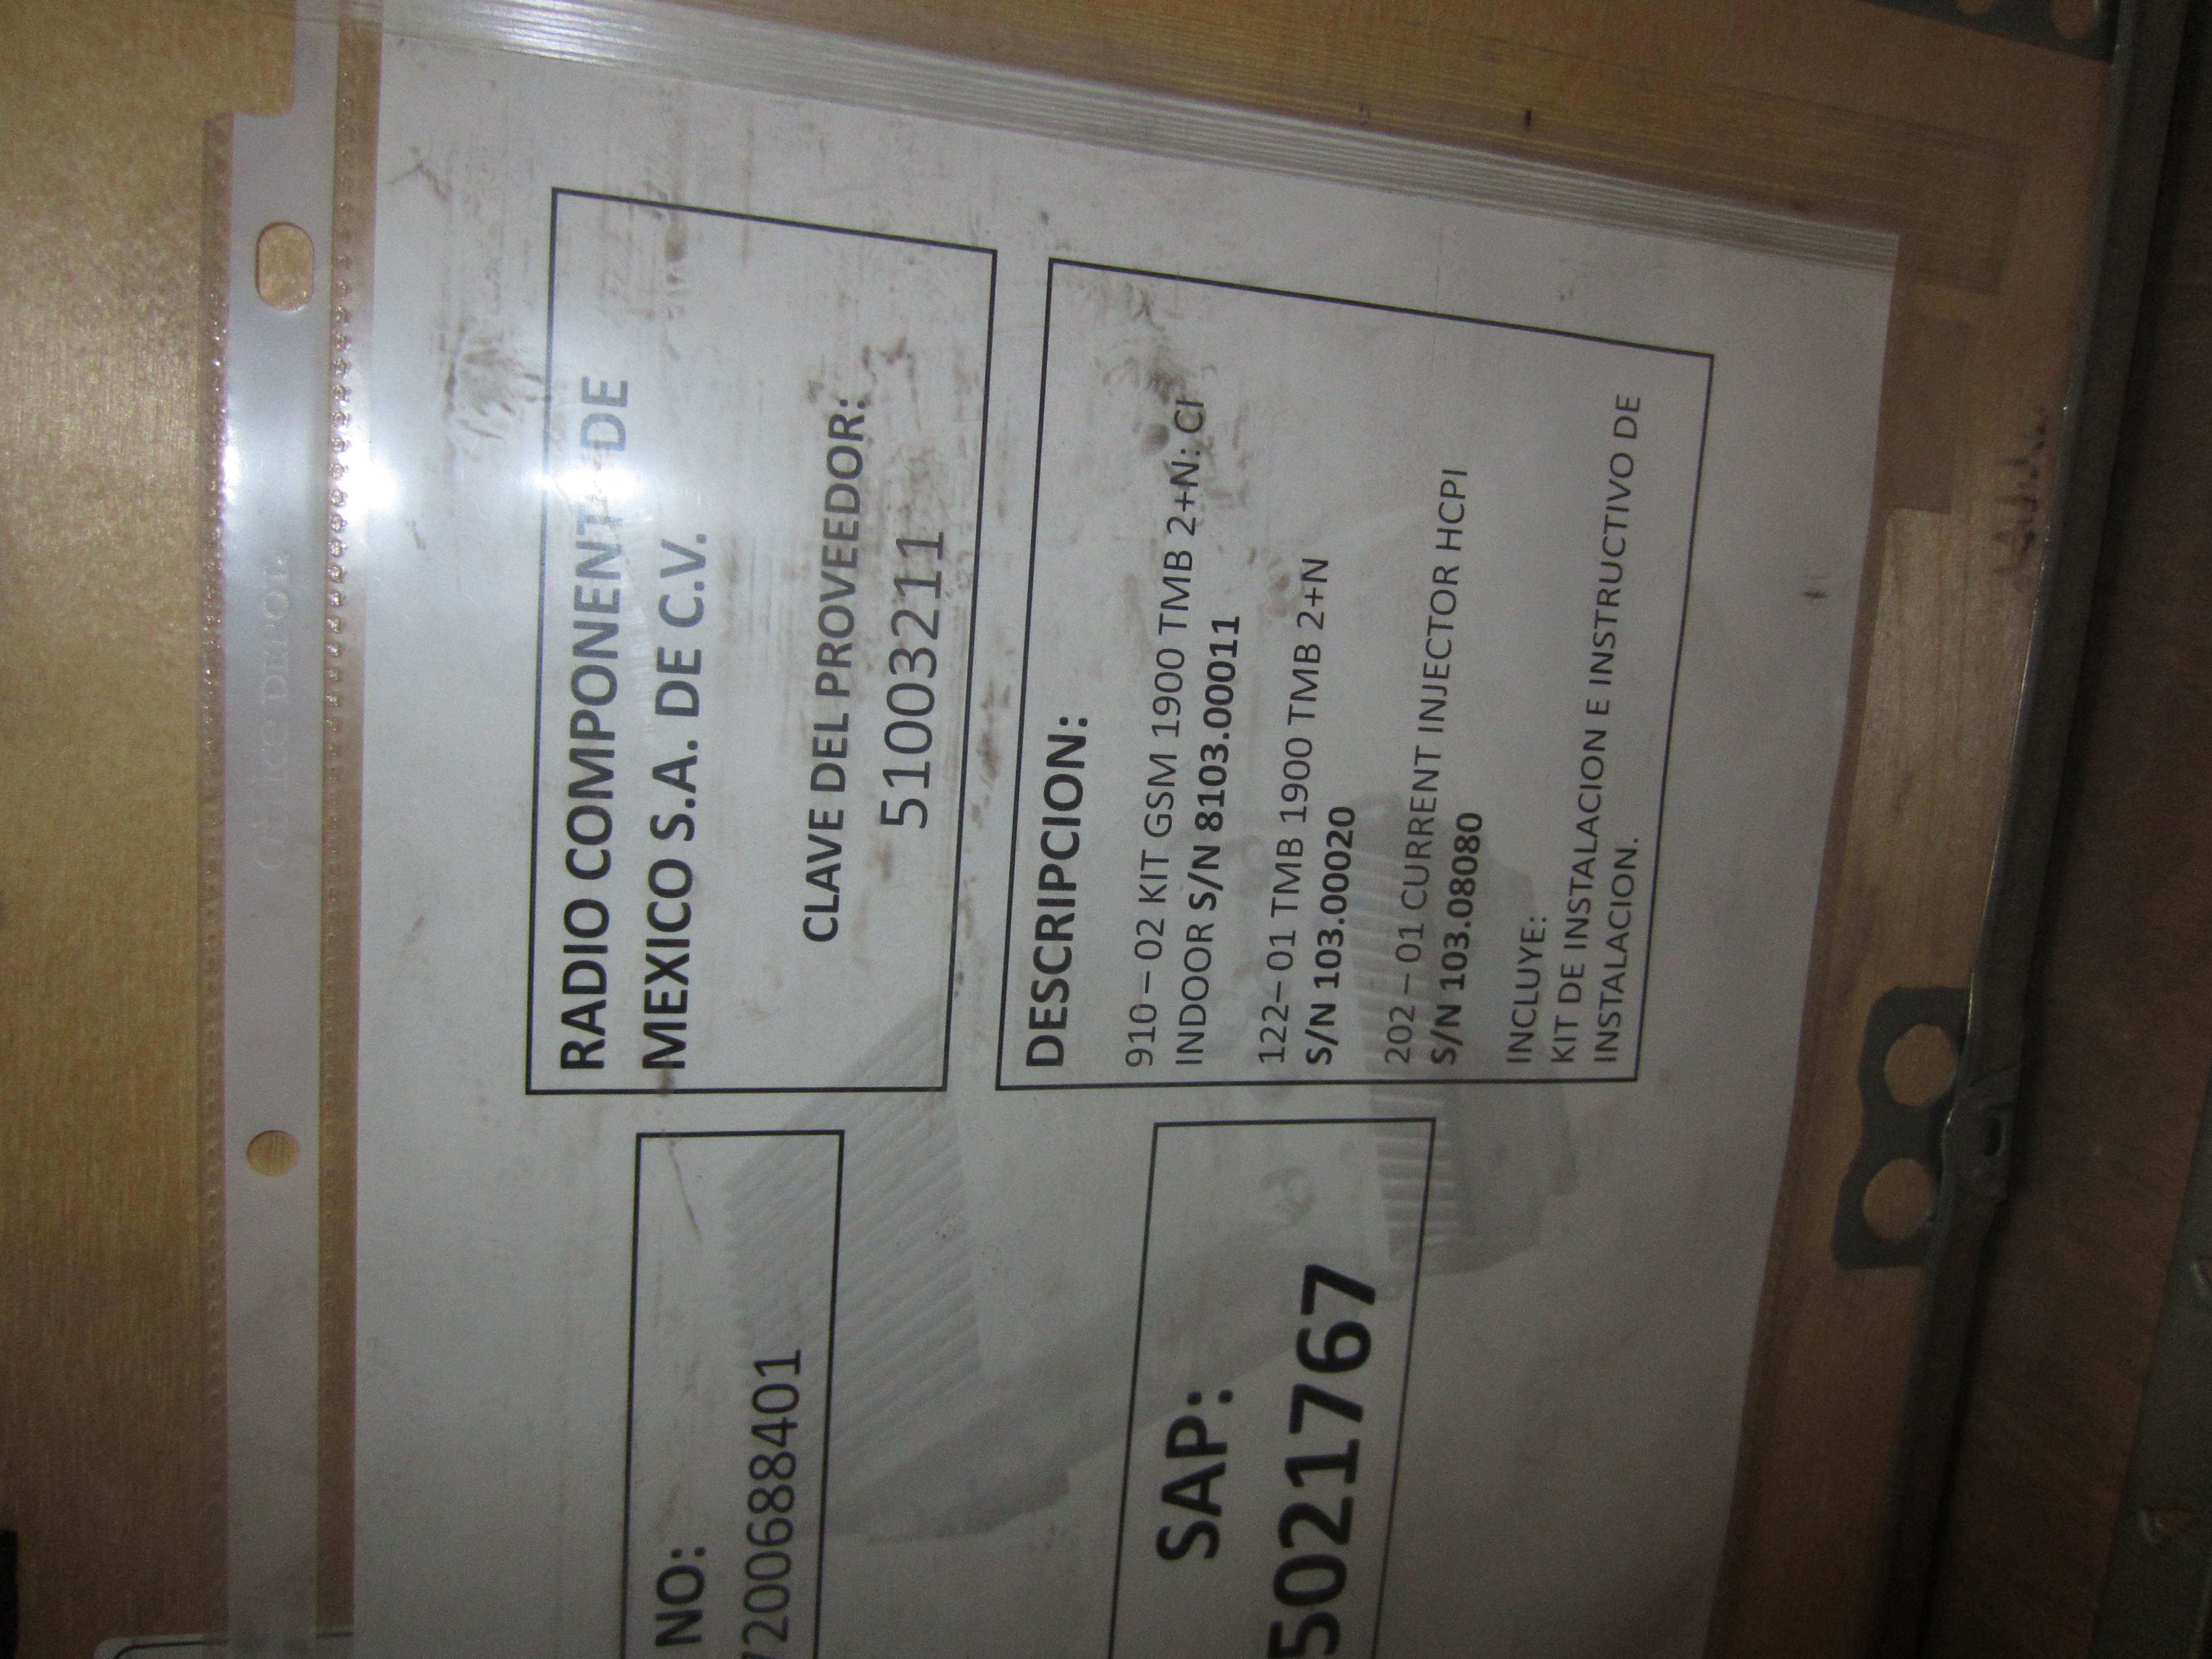 RADIO COMPONENT DE
MEXICO S.A. DE C.V.
CLAVE DEL PROVEEDOR:
51003211
NO:
7200688401
DESCRIPCION:
910 – 02 KIT GSM 1900 TMB 2+N: CI
INDOOR S/N 8103.00011
122– 01 TMB 1900 TMB 2+N
S/N 103.00020
202 – 01 CURRENT INJECTOR HCPI
S/N 103.08080
INCLUYE:
KIT DE INSTALACION E INSTRUCTIVO DE
INSTALACION.
SAP:
5021767
Office DEPOT